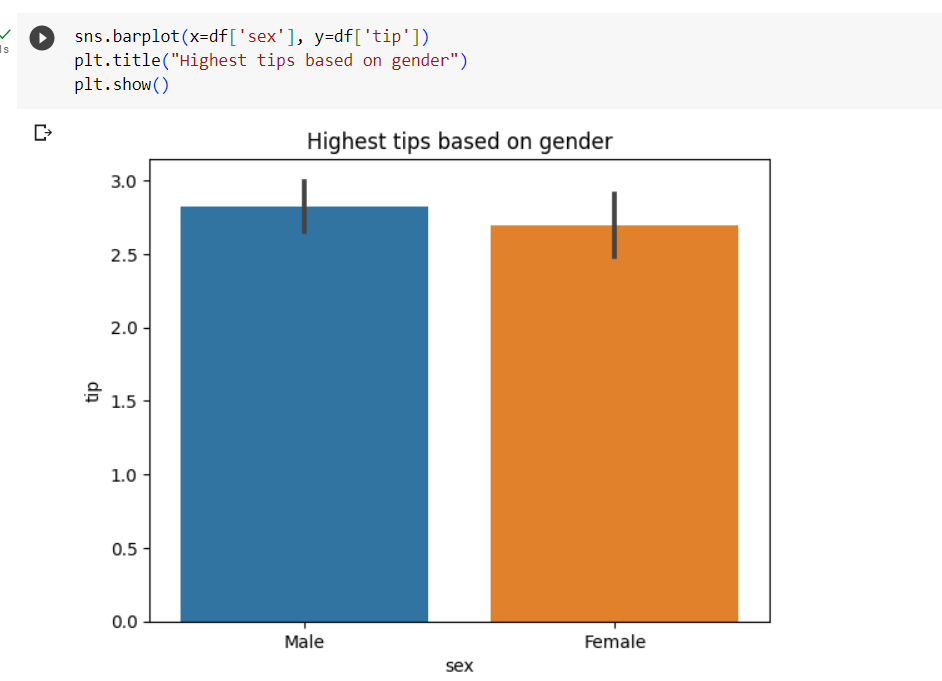 sns.barplot(x=df['sex'], y=df['tip'])
plt.title("Highest tips based on gender")
plt.show()
Highest tips based on gender
3.0
2.5
2.0
1.5
1.0
0.5
0.0
tip
Male Female
sex